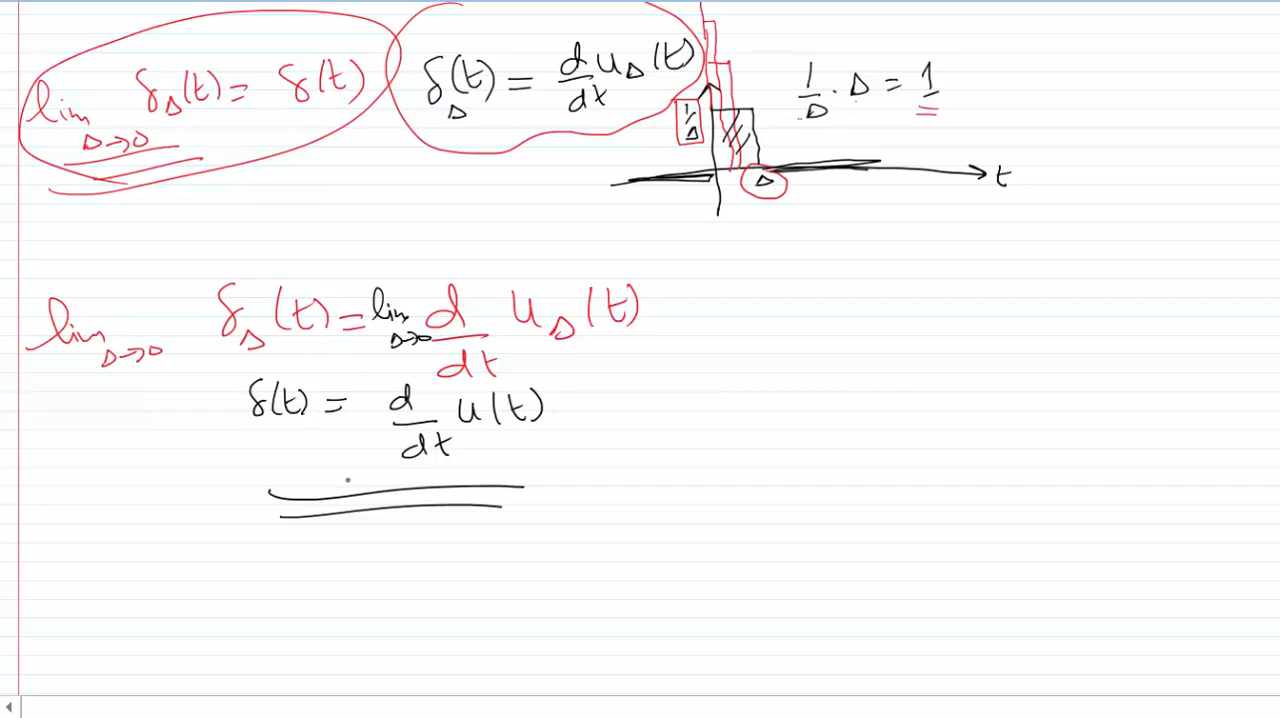 lim Δ→0 δ_Δ(t) = δ(t)
δ_Δ(t) = d/dt u_Δ(t)
1/Δ · Δ = 1
1/Δ
Δ
t
lim Δ→0 δ_Δ(t) = lim Δ→0 d/dt u_Δ(t)
δ(t) = d/dt u(t)